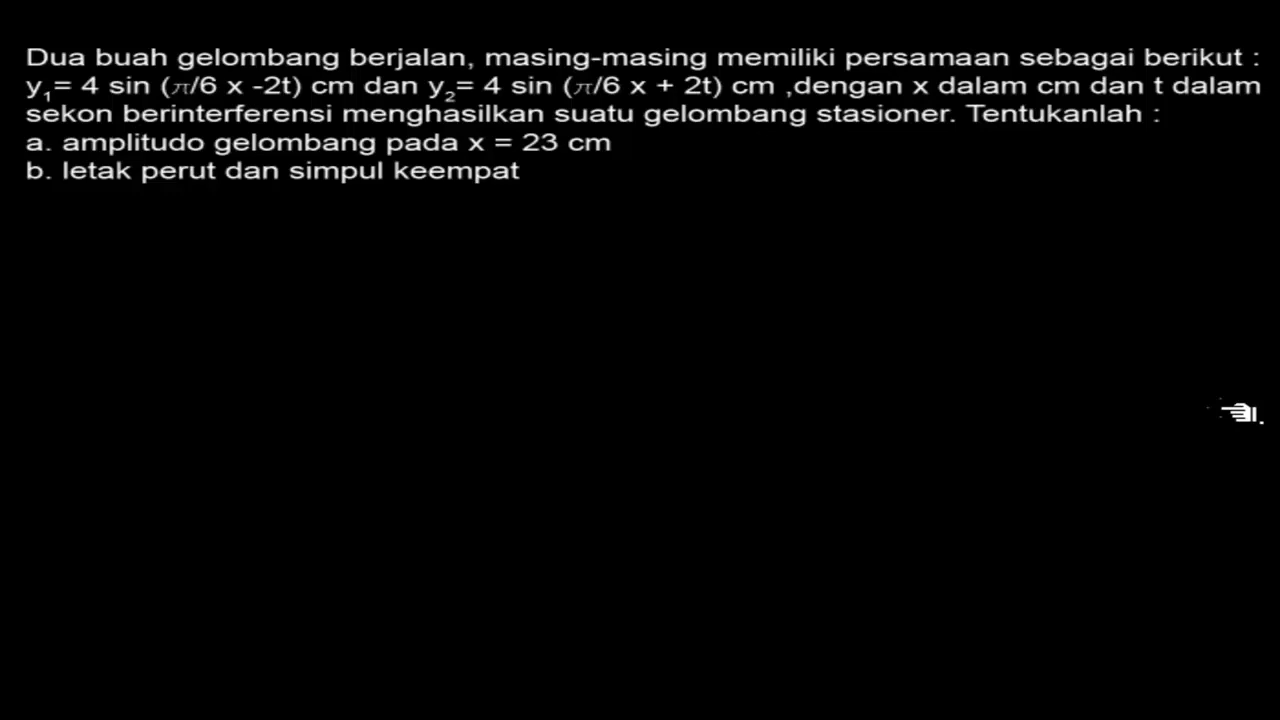 Dua buah gelombang berjalan, masing-masing memiliki persamaan sebagai berikut :
y₁= 4 sin (π/6 x -2t) cm dan y₂= 4 sin (π/6 x + 2t) cm ,dengan x dalam cm dan t dalam
sekon berinterferensi menghasilkan suatu gelombang stasioner. Tentukanlah :
a. amplitudo gelombang pada x = 23 cm
b. letak perut dan simpul keempat